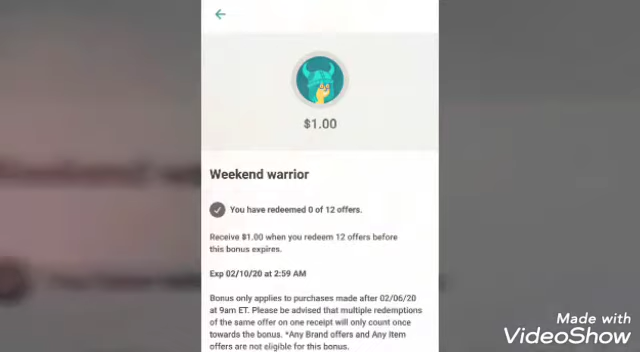 $1.00
Weekend warrior
You have redeemed 0 of 12 offers.
Receive $1.00 when you redeem 12 offers before
this bonus expires.
Exp 02/10/20 at 2:59 AM
Bonus only applies to purchases made after 02/06/20
at 9am ET. Please be advised that multiple redemptions
of the same offer on one receipt will only count once
towards the bonus. *Any Brand offers and Any Item
offers are not eligible for this bonus.
Made with
VideoShow